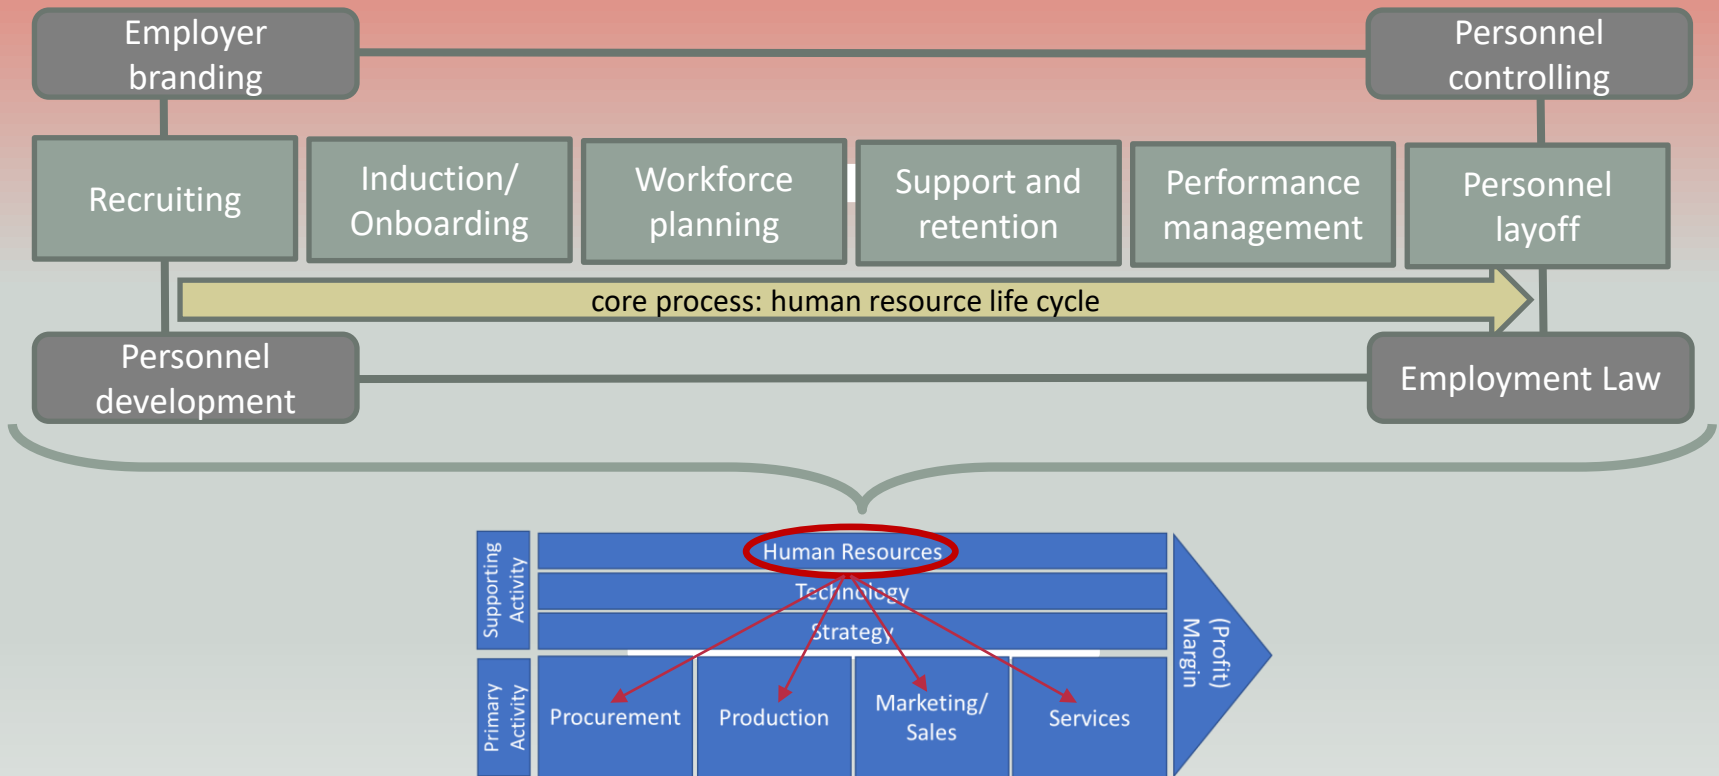 Employer
branding
Personnel
controlling
Recruiting
Induction/
Onboarding
Workforce
planning
Support and
retention
Performance
management
Personnel
layoff
core process: human resource life cycle
Personnel
development
Employment Law
Supporting
Activity
Human Resources
Technology
Strategy
Primary
Activity
Procurement
Production
Marketing/
Sales
Services
(Profit)
Margin